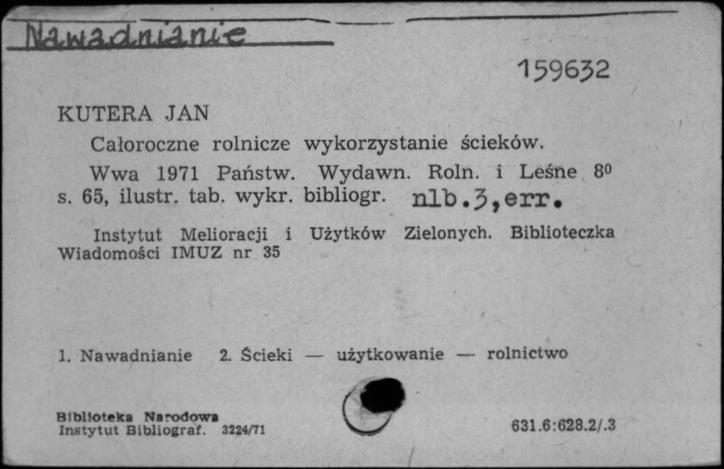 Nawadnianie
159632
KUTERA JAN
Całoroczne rolnicze wykorzystanie ścieków.
Wwa 1971 Państw. Wydawn. Roln. i Leśne 8⁰
s. 65, ilustr. tab. wykr. bibliogr. nlb.3,err.
Instytut Melioracji i Użytków Zielonych. Biblioteczka
Wiadomości IMUZ nr 35
1. Nawadnianie 2. Ścieki — użytkowanie — rolnictwo
Biblioteka Narodowa
Instytut Bibliograf. 3224/71
631.6:628.2/.3